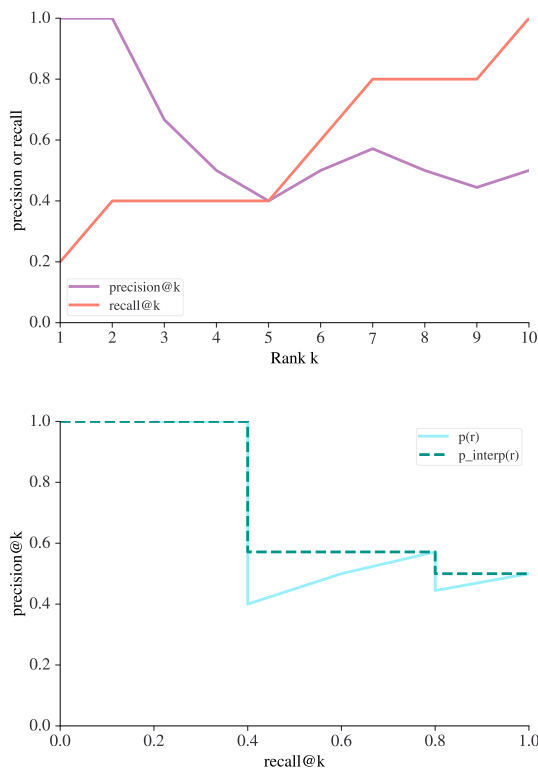 1.0
0.8
0.6
0.4
0.2
0.0
precision or recall
precision@k
recall@k
1 2 3 4 5 6 7 8 9 10
Rank k
1.0
0.8
0.6
0.4
0.2
0.0
precision@k
p(r)
p_interp(r)
0.0 0.2 0.4 0.6 0.8 1.0
recall@k